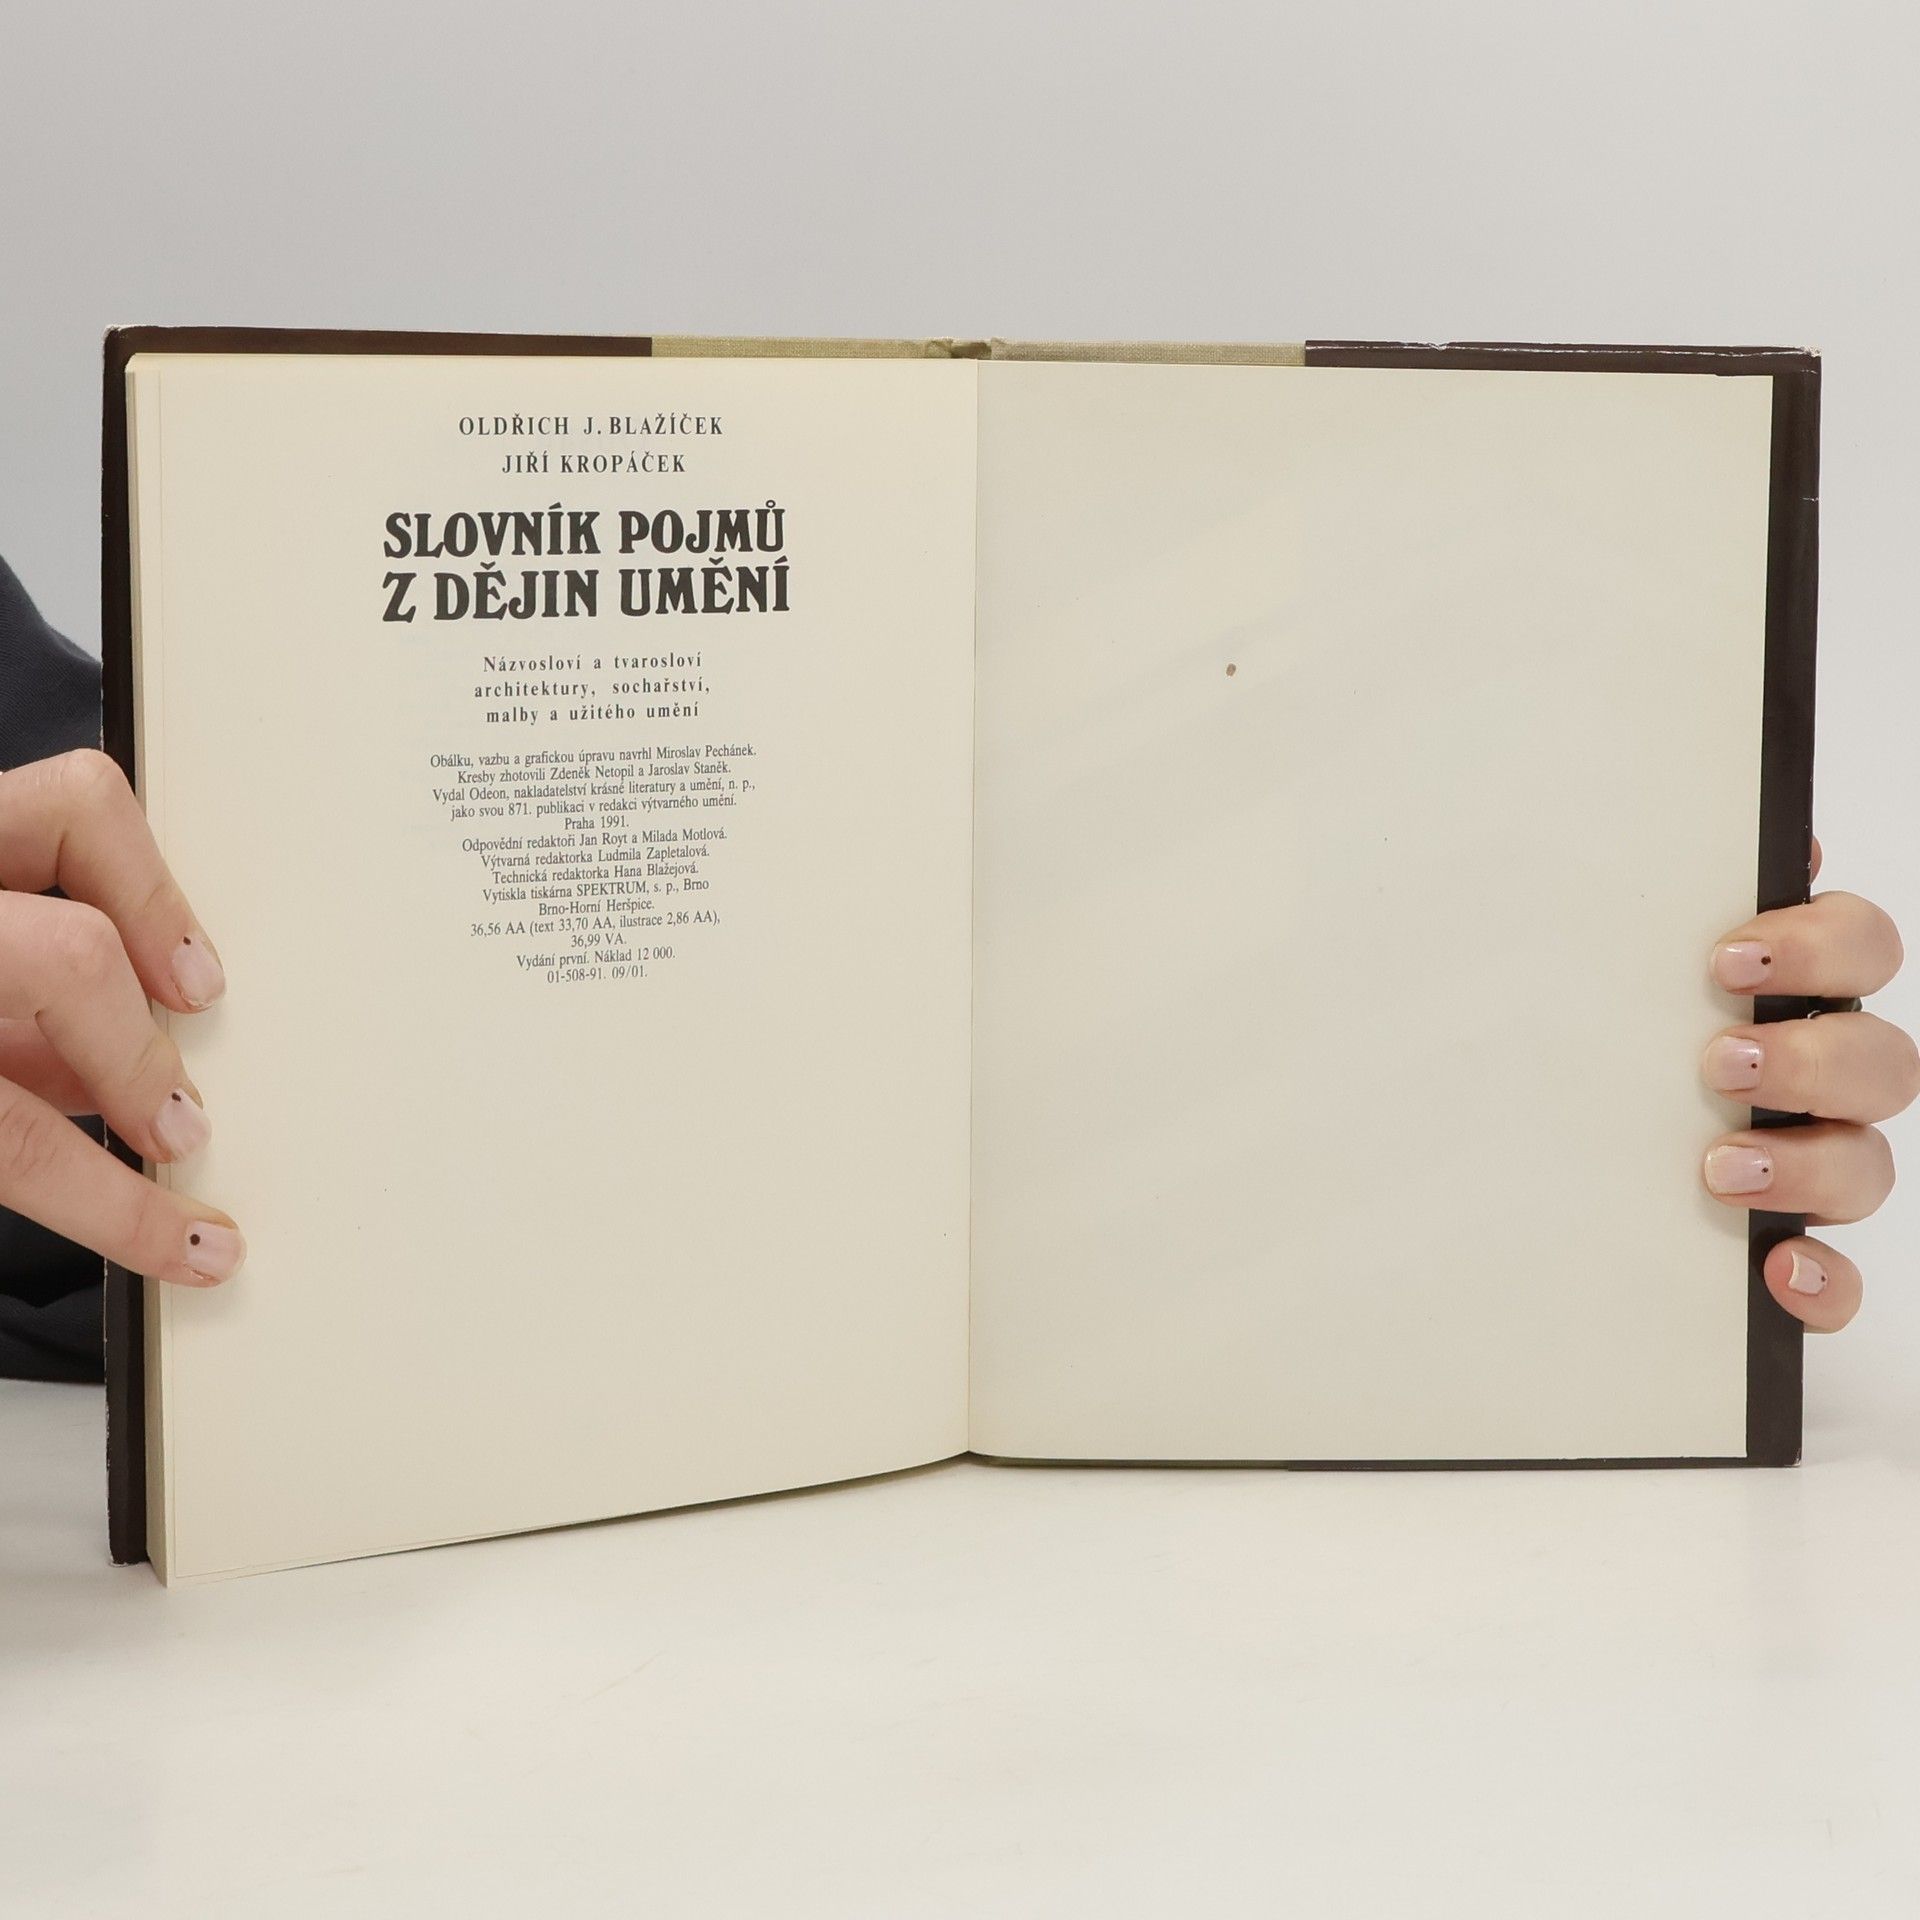 OLDŘICH J. BLAŽÍČEK
JIŘÍ KROPÁČEK
SLOVNÍK POJMŮ
Z DĚJIN UMĚNÍ
Názvosloví a tvarosloví
architektury, sochařství,
malby a užitého umění
Obálku, vazbu a grafickou úpravu navrhl Miroslav Pechánek.
Kresby zhotovili Zdeněk Netopil a Jaroslav Staněk.
Vydal Odeon, nakladatelství krásné literatury a umění, n. p.,
jako svou 871. publikaci v redakci výtvarného umění.
Praha 1991.
Odpovědní redaktoři Jan Royt a Milada Motlová.
Výtvarná redaktorka Ludmila Zapletalová.
Technická redaktorka Hana Blažejová.
Vytiskla tiskárna SPEKTRUM, s. p., Brno
Brno-Horní Heršpice.
36,56 AA (text 33,70 AA, ilustrace 2,86 AA),
36,99 VA.
Vydání první. Náklad 12 000.
01-508-91. 09/01.